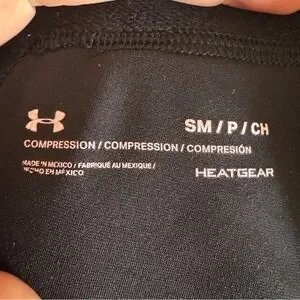 SM/P/CH
COMPRESSION/COMPRESSION/COMPRESIÓN
MADE IN MEXICO/FABRIQUÉ AU MEXIQUE/
HECHO EN MÉXICO
HEATGEAR